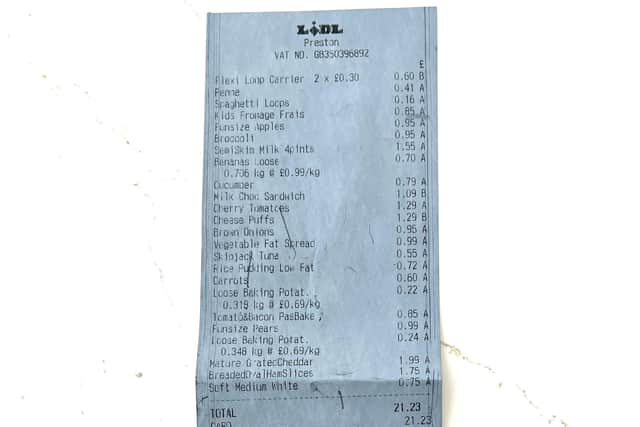 LIDL
Preston
VAT NO. GB350396892
£
Flexi Loop Carrier 2 x £0.30 0.60 B
Penne 0.41 A
Spaghetti Loops 0.16 A
Kids Fromage Frais 0.85 A
Funsize Apples 0.95 A
Broccoli 0.95 A
SemiSkim Milk 4pints 1.55 A
Bananas Loose 0.70 A
0.706 kg @ £0.99/kg
Cucumber 0.79 A
Milk Choc Sandwich 1.09 B
Cherry Tomatoes 1.29 A
Cheese Puffs 1.29 B
Brown Onions 0.95 A
Vegetable Fat Spread 0.99 A
Skipjack Tuna 0.55 A
Rice Pudding Low Fat 0.72 A
Carrots 0.60 A
Loose Baking Potat. 0.22 A
0.319 kg @ £0.69/kg
Tomato&Bacon PasBake 0.85 A
Funsize Pears 0.99 A
Loose Baking Potat. 0.24 A
0.348 kg @ £0.69/kg
Mature GratedCheddar 1.99 A
BreadedOvalHamSlices 1.75 A
Soft Medium White 0.75 A
TOTAL 21.23
CARD 21.23